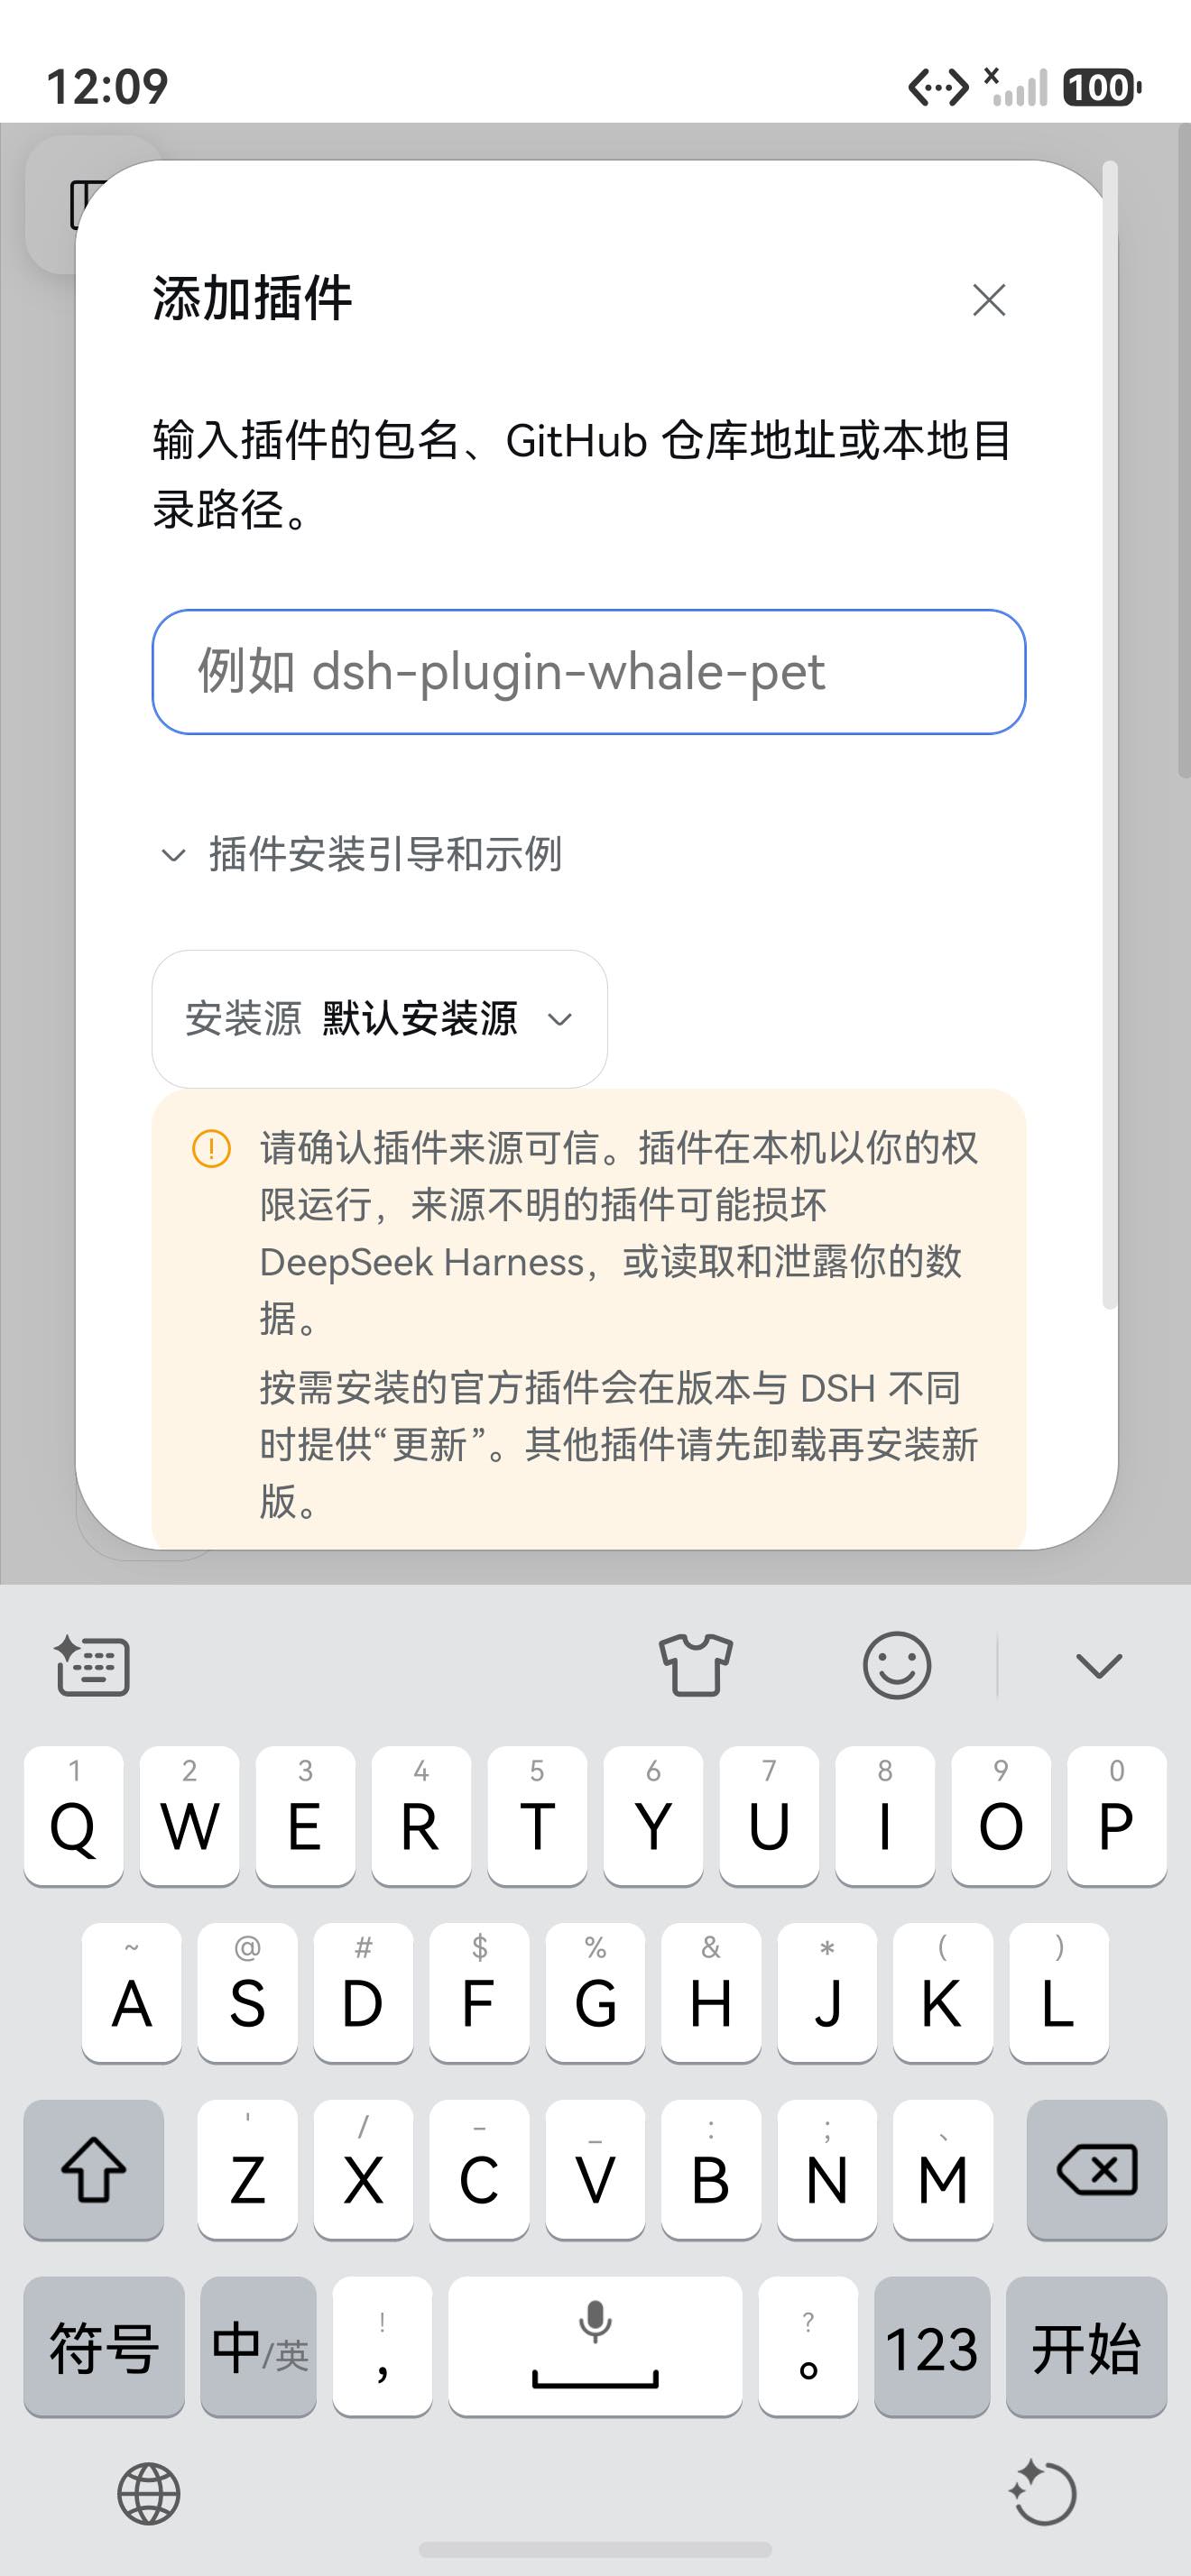 12:09
100
添加插件
输入插件的包名、GitHub 仓库地址或本地目
录路径。
例如 dsh-plugin-whale-pet
插件安装引导和示例
安装源 默认安装源
请确认插件来源可信。插件在本机以你的权
限运行，来源不明的插件可能损坏
DeepSeek Harness，或读取和泄露你的数
据。
按需安装的官方插件会在版本与 DSH 不同
时提供“更新”。其他插件请先卸载再安装新
版。
1 2 3 4 5 6 7 8 9 0
Q W E R T Y U I O P
~ @ # $ % & * ( )
A S D F G H J K L
' / - _ : ; 、
Z X C V B N M
! ?
符号 中/英 , 。 123 开始